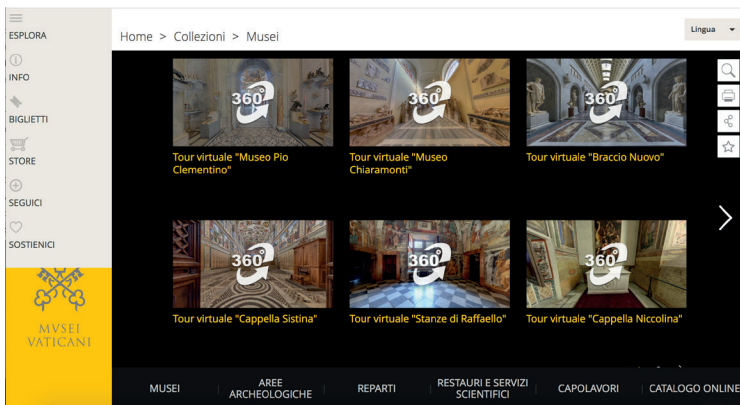 ESPLORA
INFO
BIGLIETTI
STORE
SEGUICI
SOSTIENICI
MVSEI
VATICANI
Home > Collezioni > Musei
Lingua
360°
Tour virtuale "Museo Pio
Clementino"
360°
Tour virtuale "Museo
Chiaramonti"
360°
Tour virtuale "Braccio Nuovo"
360°
Tour virtuale "Cappella Sistina"
360°
Tour virtuale "Stanze di Raffaello"
360°
Tour virtuale "Cappella Niccolina"
MUSEI
AREE
ARCHEOLOGICHE
REPARTI
RESTAURI E SERVIZI
SCIENTIFICI
CAPOLAVORI
CATALOGO ONLINE